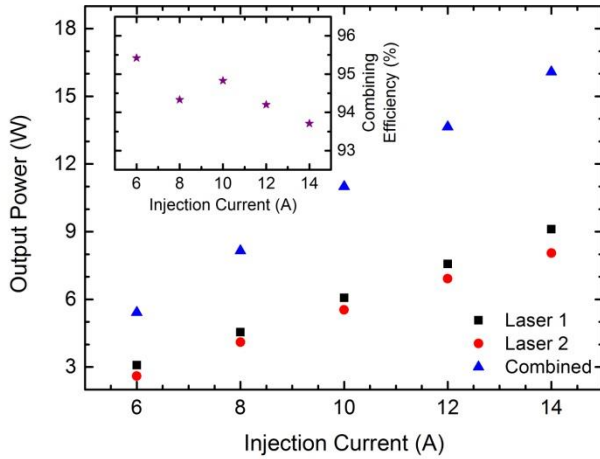 18
15
12
9
6
3
Output Power (W)
6 8 10 12 14
Injection Current (A)
96
95
94
93
Combining
Efficiency (%)
6 8 10 12 14
Injection Current (A)
Laser 1
Laser 2
Combined